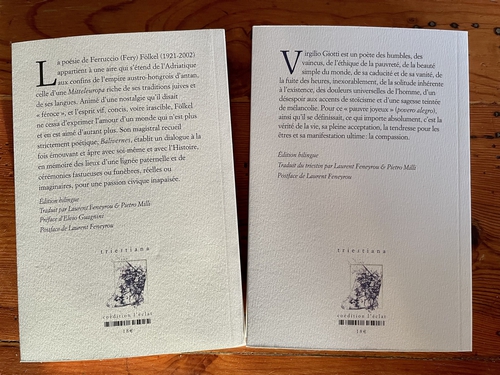 La poésie de Ferruccio (Fery) Fölkel (1921-2002)
appartient à une aire qui s'étend de l'Adriatique
aux confins de l'empire austro-hongrois d'antan,
celle d'une Mitteleuropa riche de ses traditions juives et
de ses langues. Animé d'une nostalgie qu'il disait
« féroce », et l'esprit vif, concis, voire irascible, Fölkel
ne cessa d'exprimer l'amour d'un monde qui n'est plus
et en est aimé d'autant plus. Son magistral recueil
strictement poétique, Balivernes, établit un dialogue à la
fois émouvant et âpre avec soi-même et avec l'Histoire,
en mémoire des lieux d'une lignée paternelle et de
cérémonies fastueuses ou funèbres, réelles ou
imaginaires, pour une passion civique inapaisée.
Édition bilingue
Traduit par Laurent Feneyrou & Pietro Milli
Préface d'Elvio Guagnini
Postface de Laurent Feneyrou
triestiana
coédition l'éclat
18€
Virgilio Giotti est un poète des humbles, des
vaincus, de l'éthique de la pauvreté, de la beauté
simple du monde, de sa caducité et de sa vanité, de
la fuite des heures, inexorablement, de la solitude inhérente
à l'existence, des douleurs universelles de l'homme, d'un
désespoir aux accents de stoïcisme et d'une sagesse teintée
de mélancolie. Pour ce « pauvre joyeux » (povero alegro),
ainsi qu'il se définissait, ce qui importe absolument, c'est la
vérité de la vie, sa pleine acceptation, la tendresse pour les
êtres et sa manifestation ultime : la compassion.
Édition bilingue
Traduit du triestin par Laurent Feneyrou & Pietro Milli
Postface de Laurent Feneyrou
triestiana
coédition l'éclat